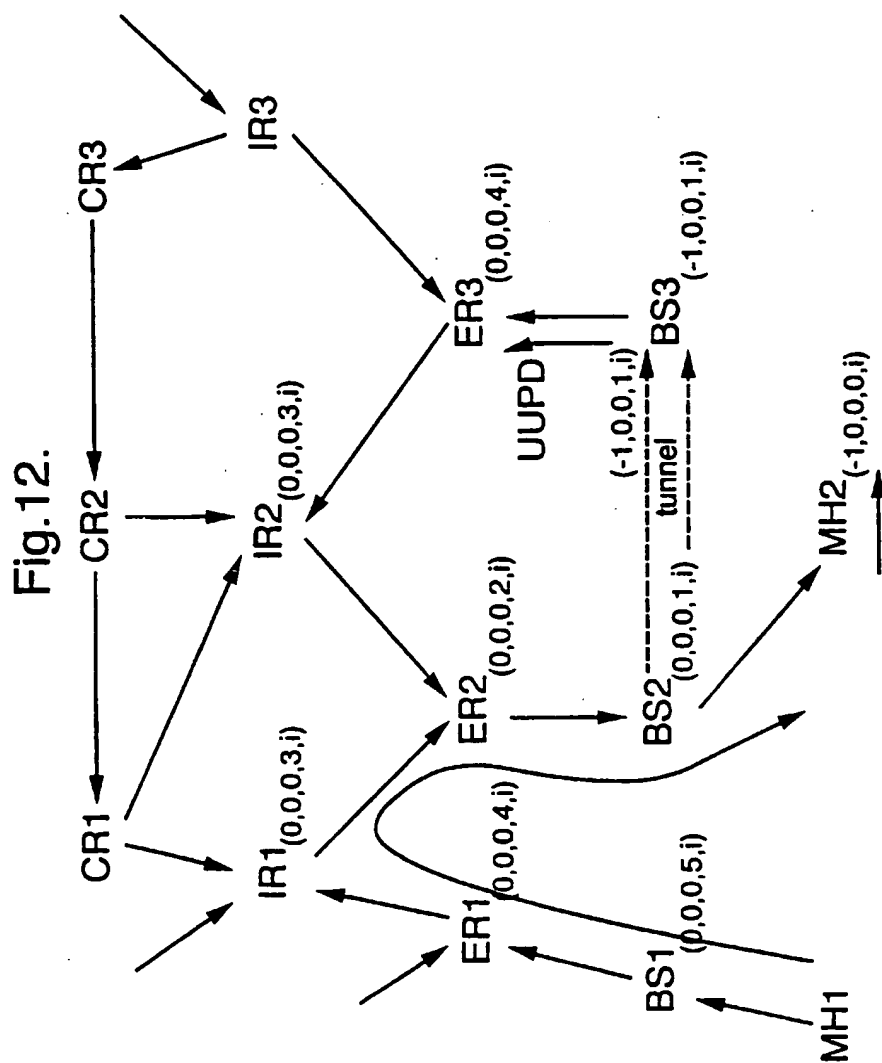 Fig.12.
CR1
CR2
CR3
IR1(0,0,0,3,i)
IR2(0,0,0,3,i)
IR3
ER1(0,0,0,4,i)
ER2(0,0,0,2,i)
ER3(0,0,0,4,i)
UUPD
(-1,0,0,1,i)
tunnel
BS1(0,0,0,5,i)
BS2(0,0,0,1,i)
BS3(-1,0,0,1,i)
MH1
MH2(-1,0,0,0,i)